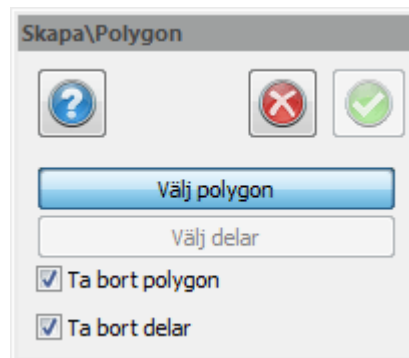 Skapa\Polygon
Välj polygon
Välj delar
Ta bort polygon
Ta bort delar